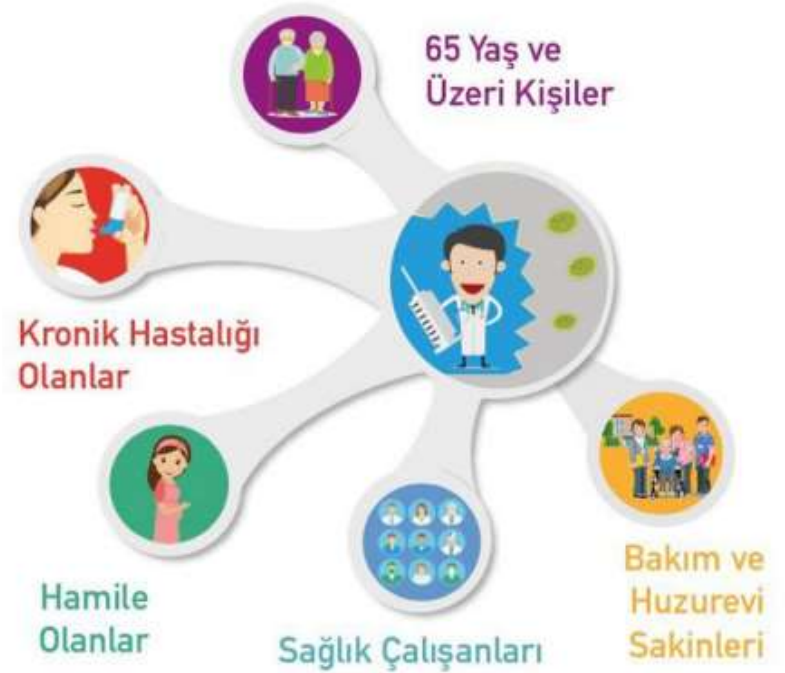 65 Yaş ve
Üzeri Kişiler
Kronik Hastalığı
Olanlar
Hamile
Olanlar
Sağlık Çalışanları
Bakım ve
Huzurevi
Sakinleri